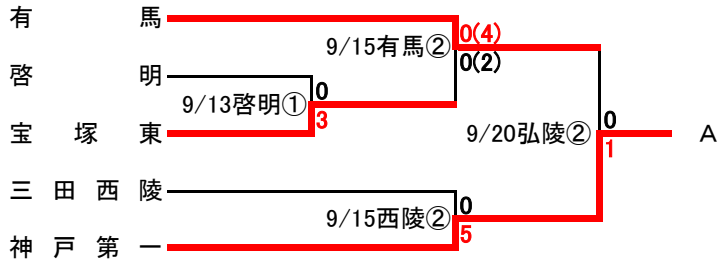 有馬
0(4)
9/15有馬②
0(2)
啓明
0
9/13啓明①
3
宝塚東
0
9/20弘陵②
1
A
三田西陵
0
9/15西陵②
5
神戸第一